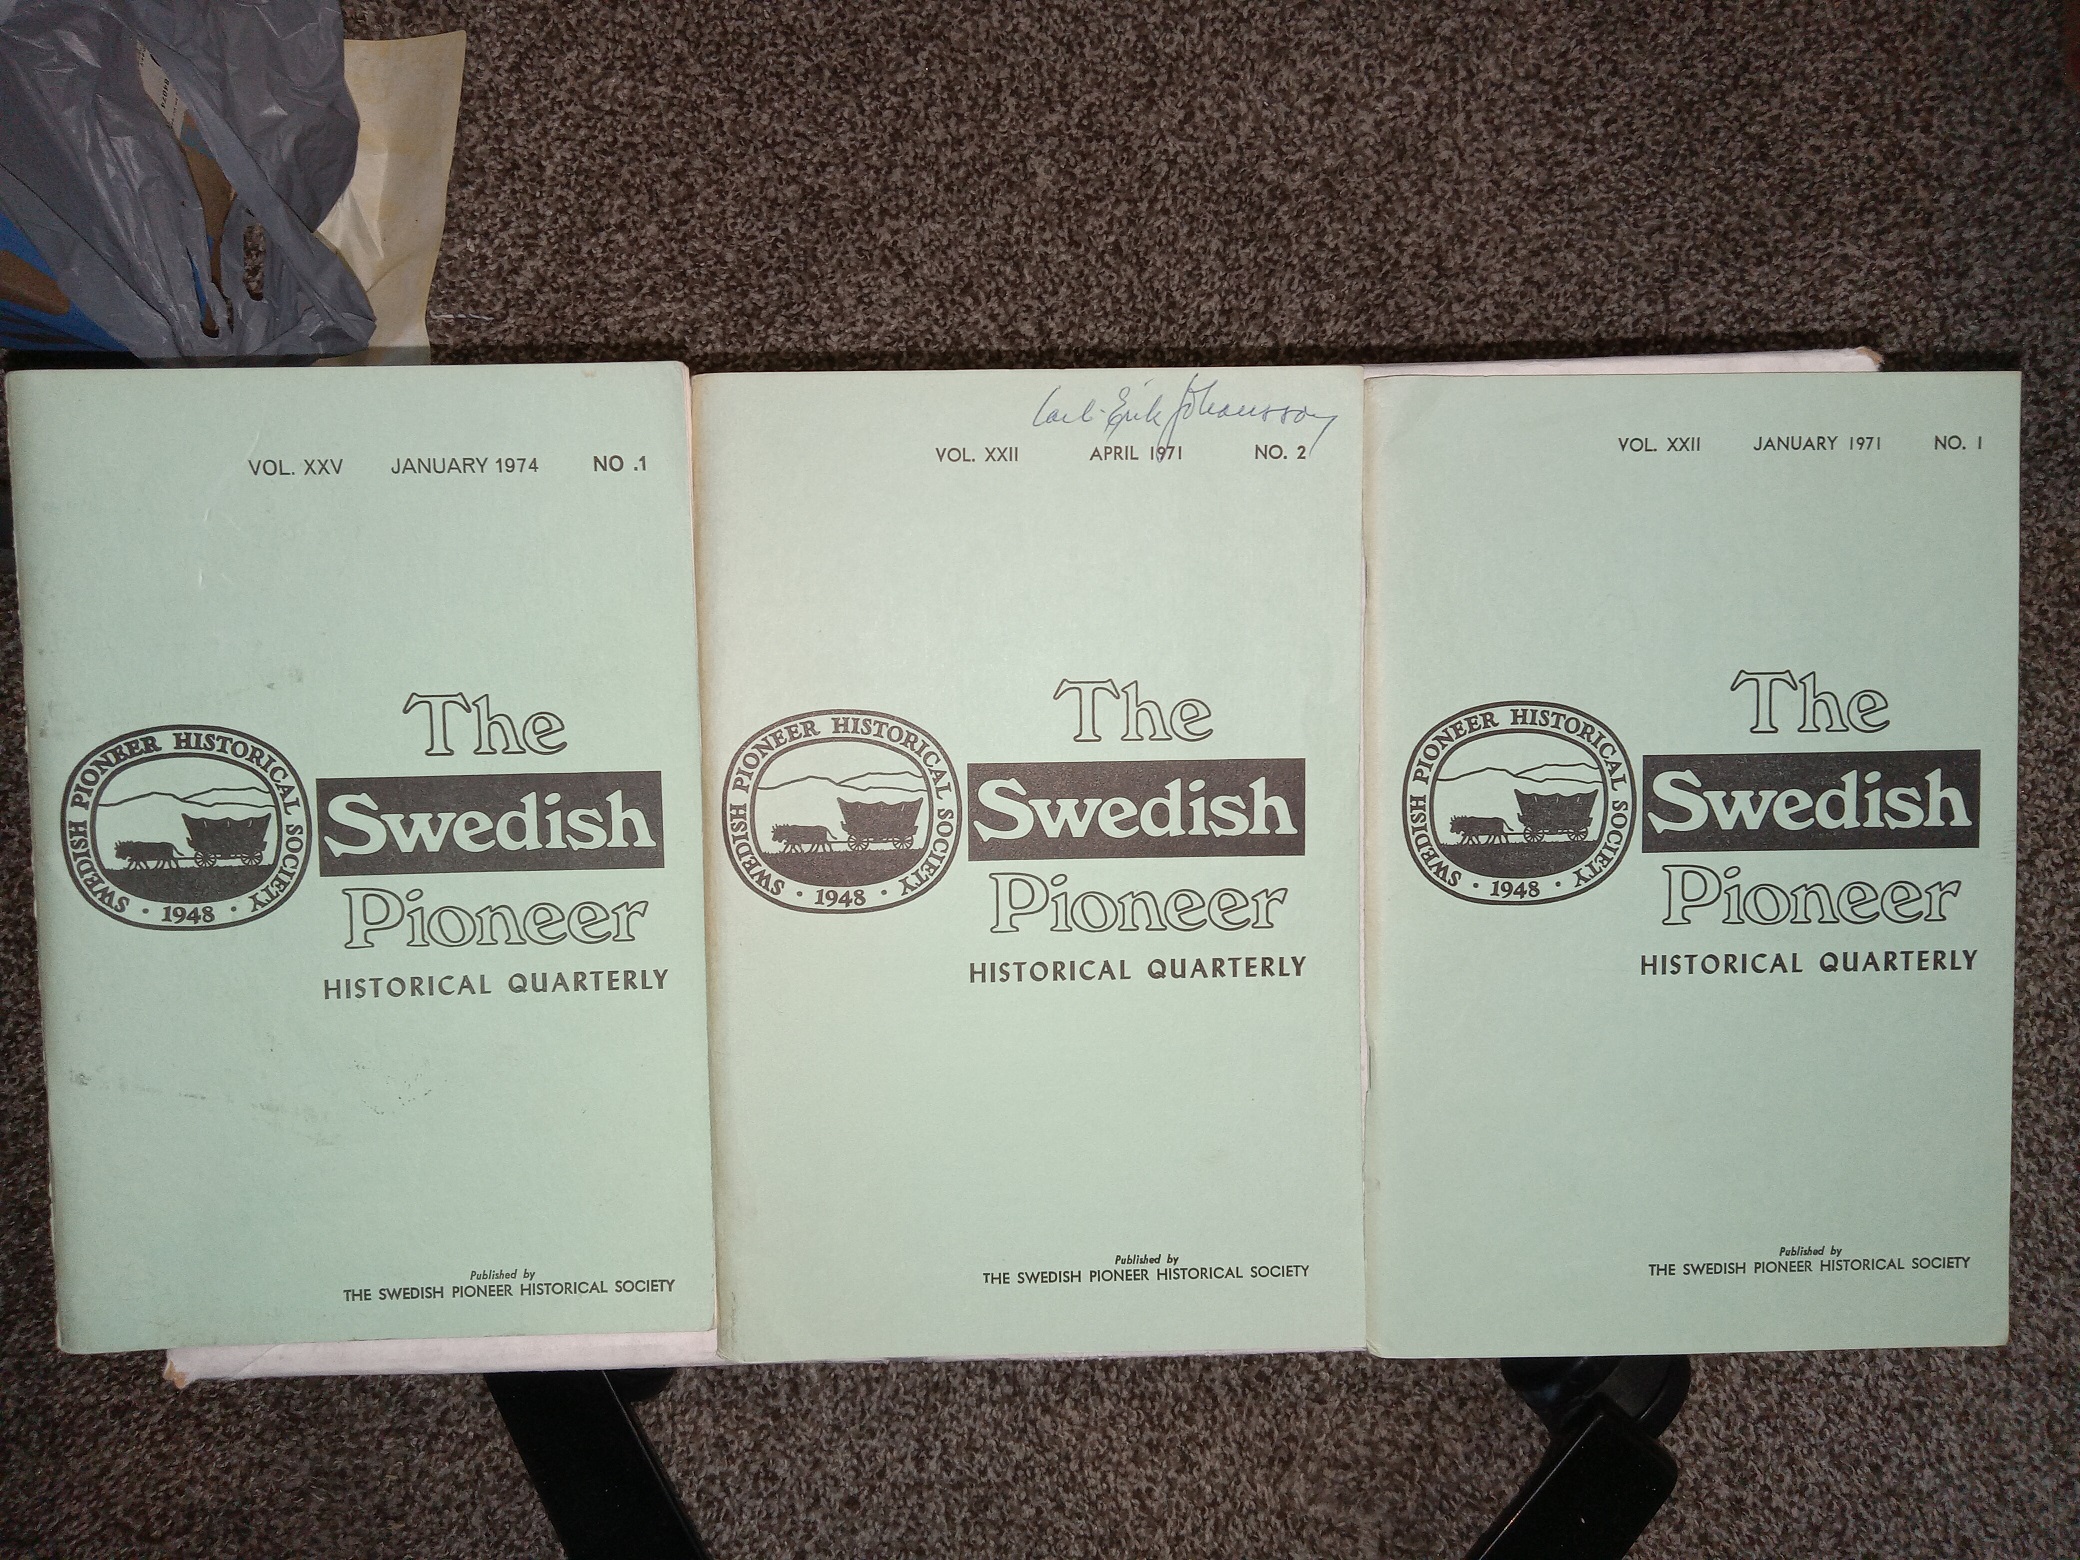 VOL. XXV JANUARY 1974 NO .1
SWEDISH PIONEER HISTORICAL SOCIETY
· 1948 ·
The
Swedish
Pioneer
HISTORICAL QUARTERLY
Published by
THE SWEDISH PIONEER HISTORICAL SOCIETY
Carl-Erik Johansson
VOL. XXII APRIL 1971 NO. 2
SWEDISH PIONEER HISTORICAL SOCIETY
· 1948 ·
The
Swedish
Pioneer
HISTORICAL QUARTERLY
Published by
THE SWEDISH PIONEER HISTORICAL SOCIETY
VOL. XXII JANUARY 1971 NO. 1
SWEDISH PIONEER HISTORICAL SOCIETY
· 1948 ·
The
Swedish
Pioneer
HISTORICAL QUARTERLY
Published by
THE SWEDISH PIONEER HISTORICAL SOCIETY